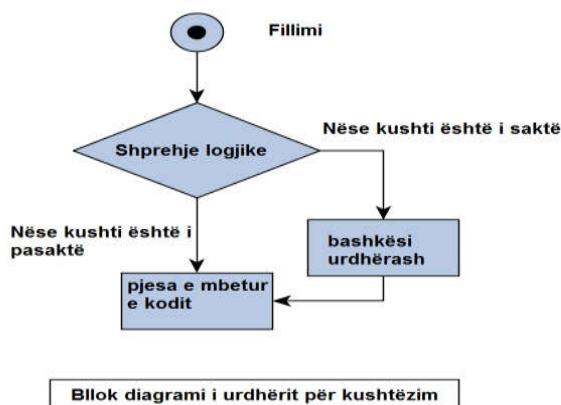 Fillimi
Nëse kushti është i saktë
Shprehje logjike
Nëse kushti është i
pasaktë
bashkësi
urdhërash
pjesa e mbetur
e kodit
Bllok diagrami i urdhërit për kushtëzim